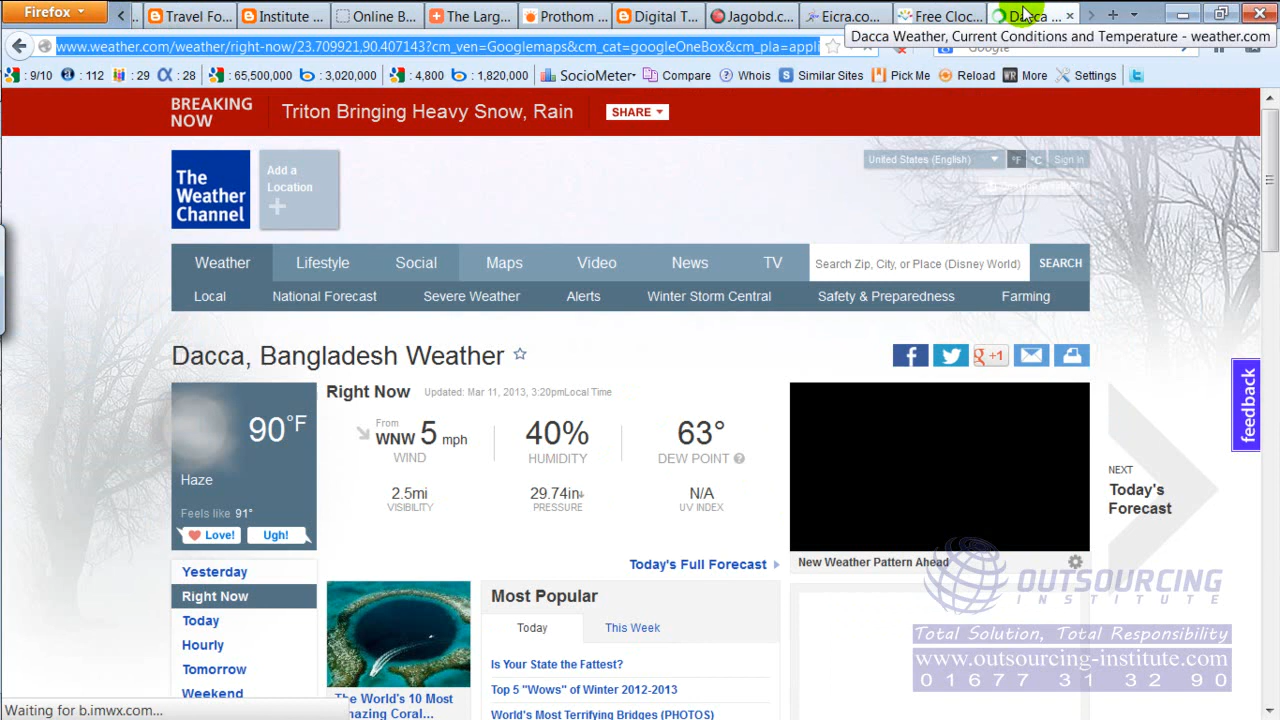 Firefox
Travel Fo...
Institute ...
Online B...
The Larg...
Prothom ...
Digital T...
Jagobd.c...
Eicra.co...
Free Cloc...
Dacca ...
www.weather.com/weather/right-now/23.709921,90.407143?cm_ven=Googlemaps&cm_cat=googleOneBox&cm_pla=appli
Dacca Weather, Current Conditions and Temperature - weather.com
: 9/10
: 112
: 29
: 28
: 65,500,000
: 3,020,000
: 4,800
: 1,820,000
SocioMeter
Compare
Whois
Similar Sites
Pick Me
Reload
More
Settings
BREAKING
NOW
Triton Bringing Heavy Snow, Rain
SHARE
The
Weather
Channel
Add a
Location
United States (English)
°F
°C
Sign In
Weather
Lifestyle
Social
Maps
Video
News
TV
Search Zip, City, or Place (Disney World)
SEARCH
Local
National Forecast
Severe Weather
Alerts
Winter Storm Central
Safety & Preparedness
Farming
Dacca, Bangladesh Weather
+1
feedback
90°F
Haze
Feels like 91°
Love!
Ugh!
Right Now
Updated: Mar 11, 2013, 3:20pmLocal Time
From
WNW 5 mph
WIND
40%
HUMIDITY
63°
DEW POINT
2.5mi
VISIBILITY
29.74in
PRESSURE
N/A
UV INDEX
NEXT
Today's
Forecast
Today's Full Forecast
New Weather Pattern Ahead
Yesterday
Right Now
Today
Hourly
Tomorrow
Weekend
The World's 10 Most
Amazing Coral...
Most Popular
Today
This Week
Is Your State the Fattest?
Top 5 "Wows" of Winter 2012-2013
World's Most Terrifying Bridges (PHOTOS)
OUTSOURCING
INSTITUTE
Total Solution, Total Responsibility
www.outsourcing-institute.com
01677 31 32 90
Waiting for b.imwx.com...